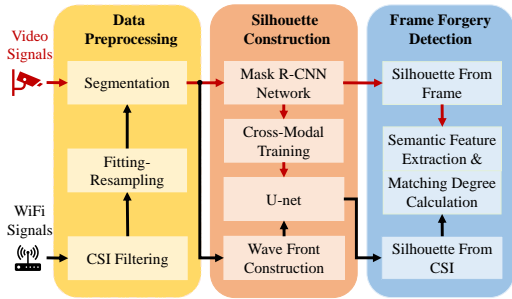 Video
Signals
WiFi
Signals
Data
Preprocessing
Segmentation
Fitting-
Resampling
CSI Filtering
Silhouette
Construction
Mask R-CNN
Network
Cross-Modal
Training
U-net
Wave Front
Construction
Frame Forgery
Detection
Silhouette From
Frame
Semantic Feature
Extraction &
Matching Degree
Calculation
Silhouette From
CSI